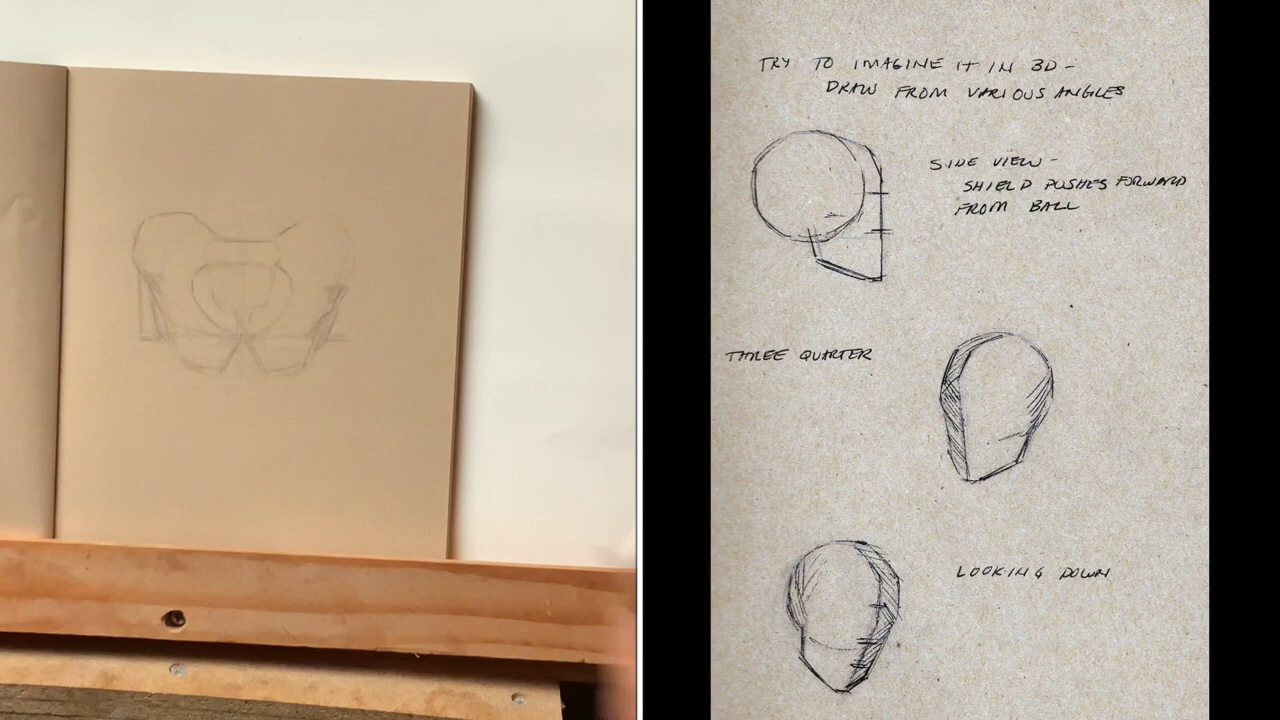 TRY TO IMAGINE IT IN 3D -
DRAW FROM VARIOUS ANGLES
SIDE VIEW -
SHIELD PUSHES FORWARD
FROM BALL
THREE QUARTER
LOOKING DOWN